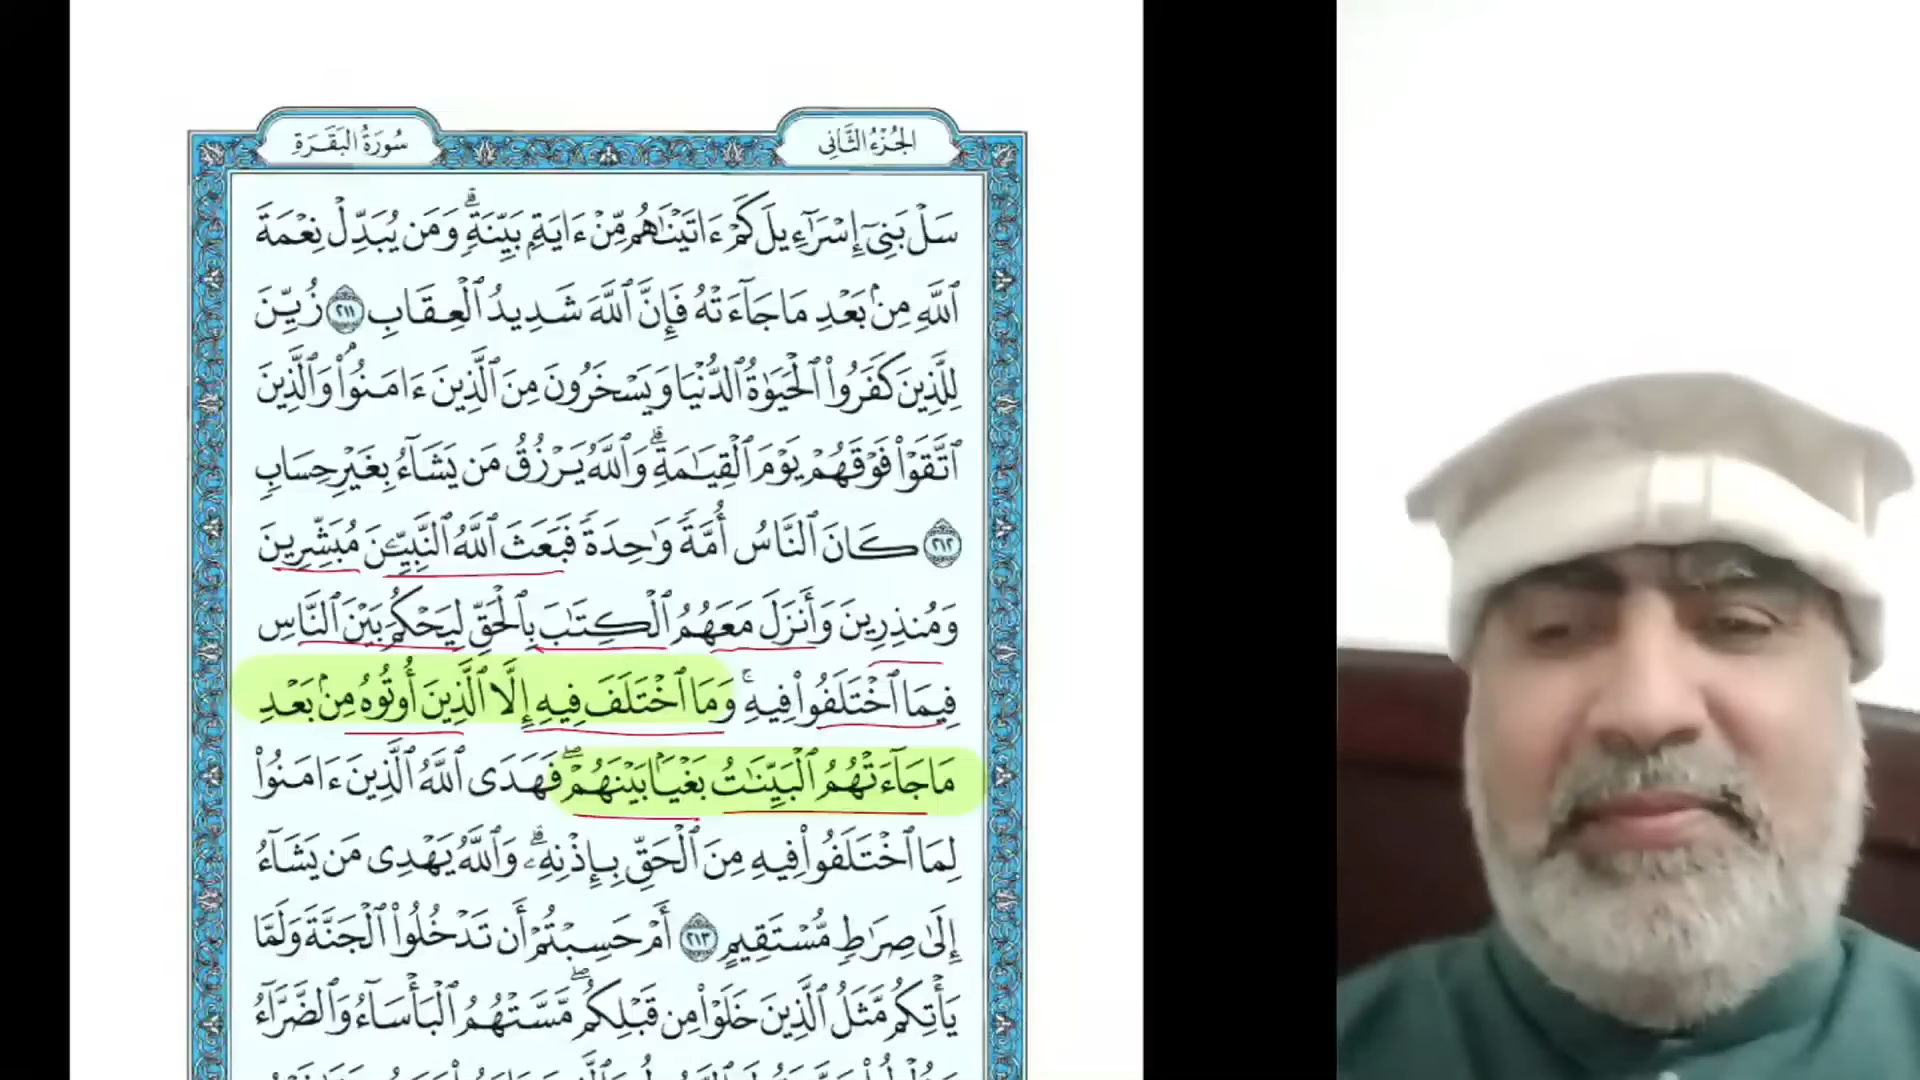 الجُزْءُ الثَّانِي
سُورَةُ البَقَرَةِ
سَلْ بَنِىٓ إِسْرَٰٓءِيلَ كَمْ ءَاتَيْنَٰهُم مِّنْ ءَايَةٍۭ بَيِّنَةٍۗ وَمَن يُبَدِّلْ نِعْمَةَ
ٱللَّهِ مِنۢ بَعْدِ مَا جَآءَتْهُ فَإِنَّ ٱللَّهَ شَدِيدُ ٱلْعِقَابِ ٢١١ زُيِّنَ
لِلَّذِينَ كَفَرُوا۟ ٱلْحَيَوٰةُ ٱلدُّنْيَا وَيَسْخَرُونَ مِنَ ٱلَّذِينَ ءَامَنُوا۟ۘ وَٱلَّذِينَ
ٱتَّقَوْا۟ فَوْقَهُمْ يَوْمَ ٱلْقِيَٰمَةِۗ وَٱللَّهُ يَرْزُقُ مَن يَشَآءُ بِغَيْرِ حِسَابٍ
٢١٢ كَانَ ٱلنَّاسُ أُمَّةً وَٰحِدَةً فَبَعَثَ ٱللَّهُ ٱلنَّبِيِّۦنَ مُبَشِّرِينَ
وَمُنذِرِينَ وَأَنزَلَ مَعَهُمُ ٱلْكِتَٰبَ بِٱلْحَقِّ لِيَحْكُمَ بَيْنَ ٱلنَّاسِ
فِيمَا ٱخْتَلَفُوا۟ فِيهِۚ وَمَا ٱخْتَلَفَ فِيهِ إِلَّا ٱلَّذِينَ أُوتُوهُ مِنۢ بَعْدِ
مَا جَآءَتْهُمُ ٱلْبَيِّنَٰتُ بَغْيًۢا بَيْنَهُمْۖ فَهَدَى ٱللَّهُ ٱلَّذِينَ ءَامَنُوا۟
لِمَا ٱخْتَلَفُوا۟ فِيهِ مِنَ ٱلْحَقِّ بِإِذْنِهِۦۗ وَٱللَّهُ يَهْدِى مَن يَشَآءُ
إِلَىٰ صِرَٰطٍ مُّسْتَقِيمٍ ٢١٣ أَمْ حَسِبْتُمْ أَن تَدْخُلُوا۟ ٱلْجَنَّةَ وَلَمَّا
يَأْتِكُم مَّثَلُ ٱلَّذِينَ خَلَوْا۟ مِن قَبْلِكُمۖ مَّسَّتْهُمُ ٱلْبَأْسَآءُ وَٱلضَّرَّآءُ